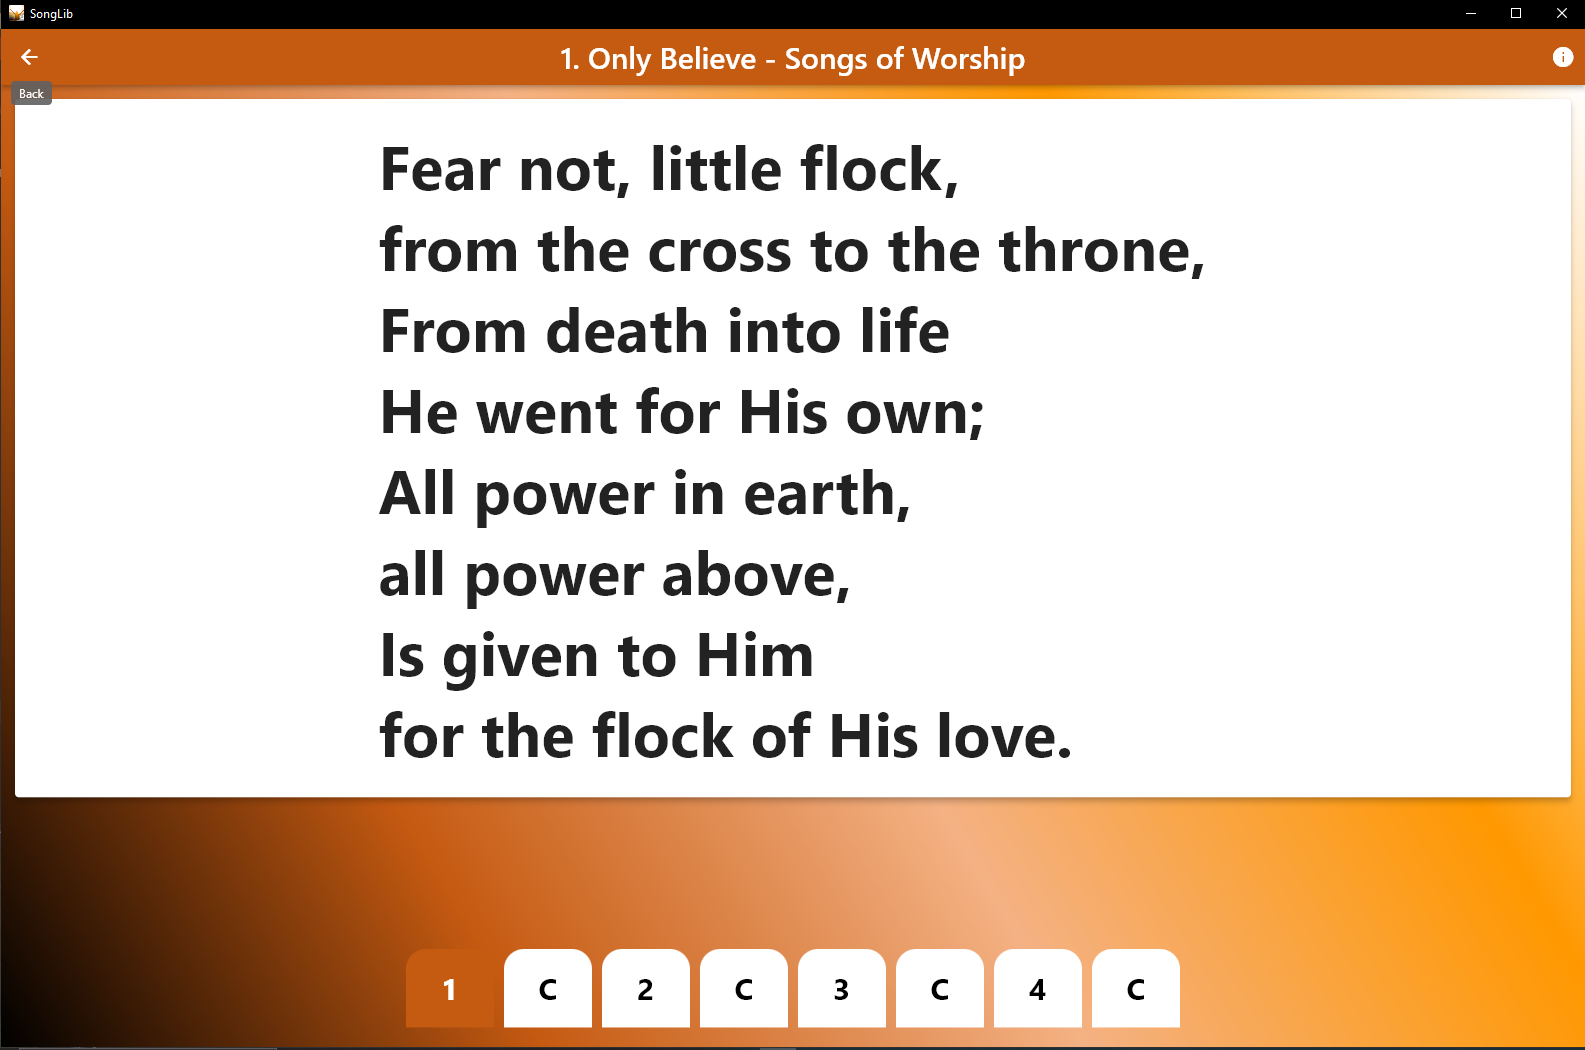 SongLib
1. Only Believe - Songs of Worship
Back
Fear not, little flock,
from the cross to the throne,
From death into life
He went for His own;
All power in earth,
all power above,
Is given to Him
for the flock of His love.
1 C 2 C 3 C 4 C